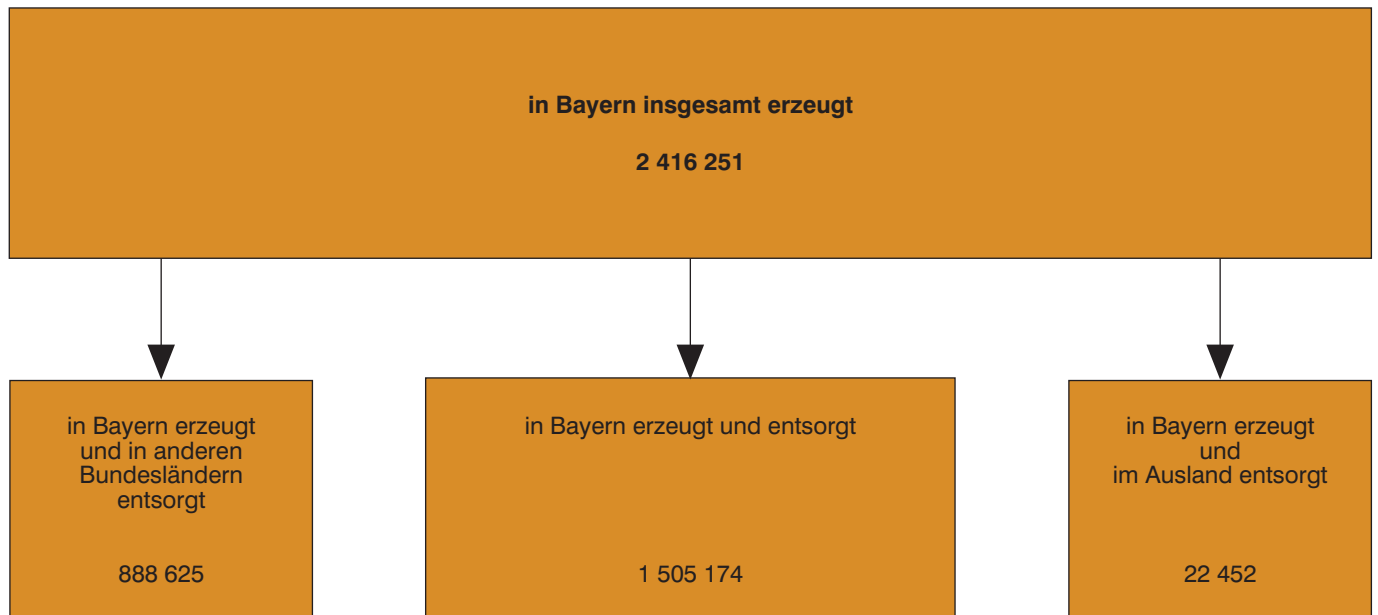 in Bayern insgesamt erzeugt
2 416 251
in Bayern erzeugt
und in anderen
Bundesländern
entsorgt
888 625
in Bayern erzeugt und entsorgt
1 505 174
in Bayern erzeugt
und
im Ausland entsorgt
22 452